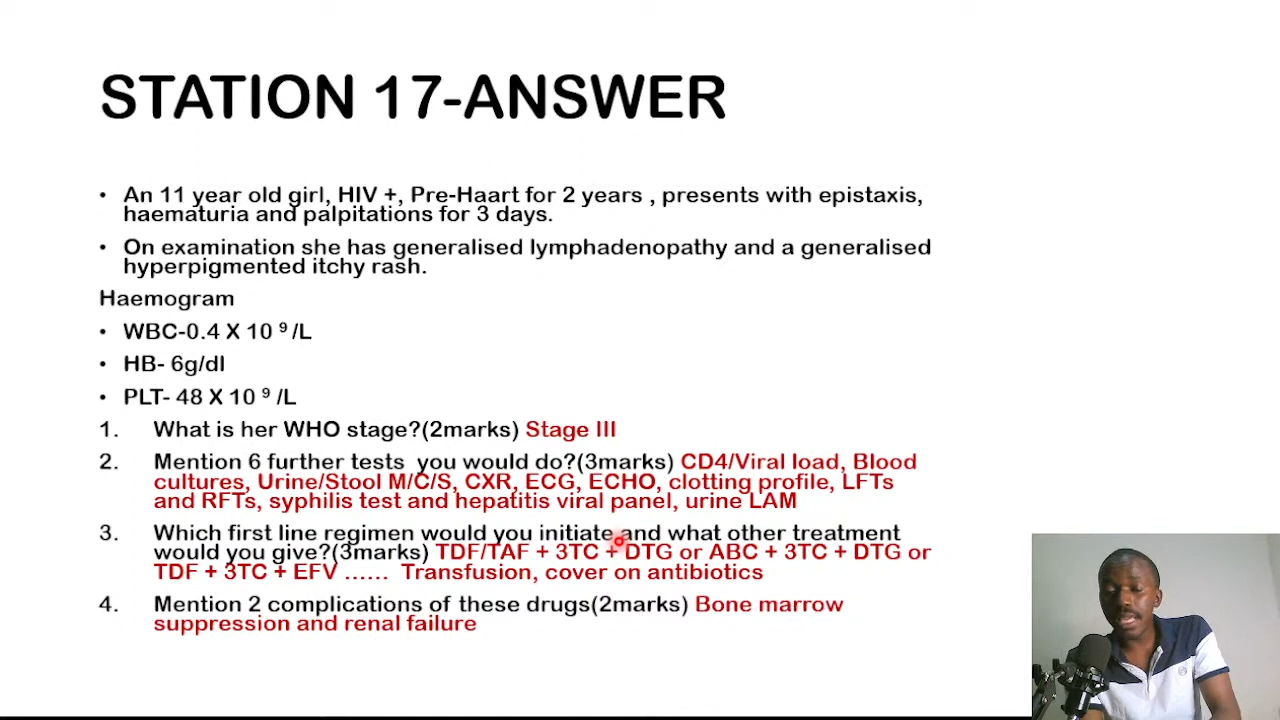 STATION 17-ANSWER
• An 11 year old girl, HIV +, Pre-Haart for 2 years , presents with epistaxis,
haematuria and palpitations for 3 days.
• On examination she has generalised lymphadenopathy and a generalised
hyperpigmented itchy rash.
Haemogram
• WBC-0.4 X 10 ⁹ /L
• HB- 6g/dl
• PLT- 48 X 10 ⁹ /L
1. What is her WHO stage?(2marks) Stage III
2. Mention 6 further tests you would do?(3marks) CD4/Viral load, Blood
cultures, Urine/Stool M/C/S, CXR, ECG, ECHO, clotting profile, LFTs
and RFTs, syphilis test and hepatitis viral panel, urine LAM
3. Which first line regimen would you initiate and what other treatment
would you give?(3marks) TDF/TAF + 3TC + DTG or ABC + 3TC + DTG or
TDF + 3TC + EFV …… Transfusion, cover on antibiotics
4. Mention 2 complications of these drugs(2marks) Bone marrow
suppression and renal failure